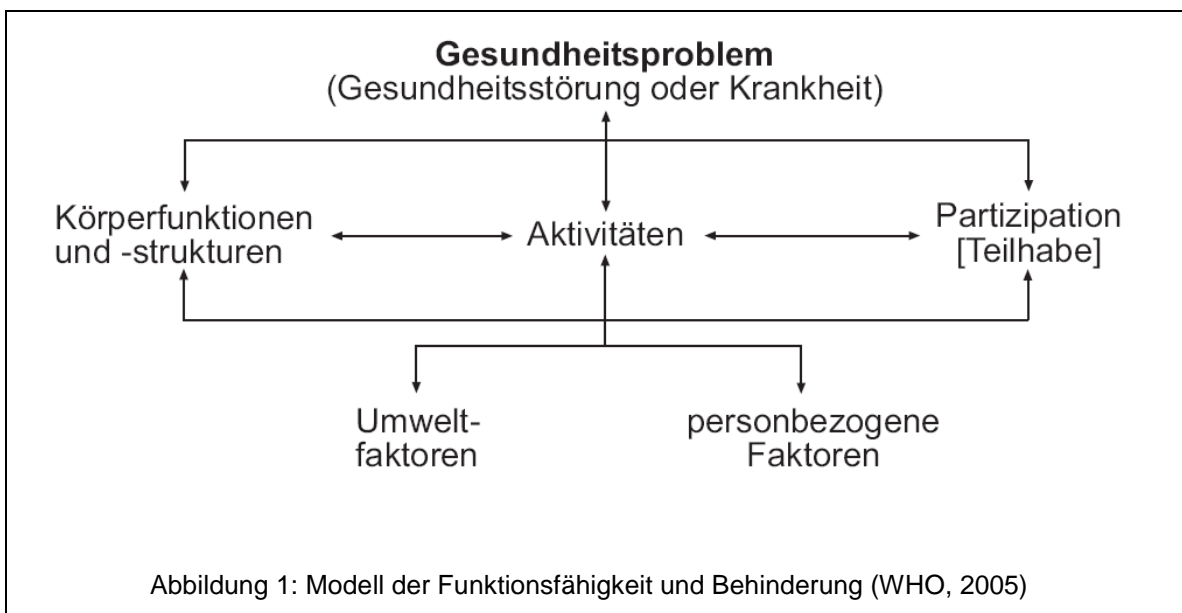 Gesundheitsproblem
(Gesundheitsstörung oder Krankheit)
Körperfunktionen
und -strukturen
Aktivitäten
Partizipation
[Teilhabe]
Umwelt-
faktoren
personbezogene
Faktoren
Abbildung 1: Modell der Funktionsfähigkeit und Behinderung (WHO, 2005)